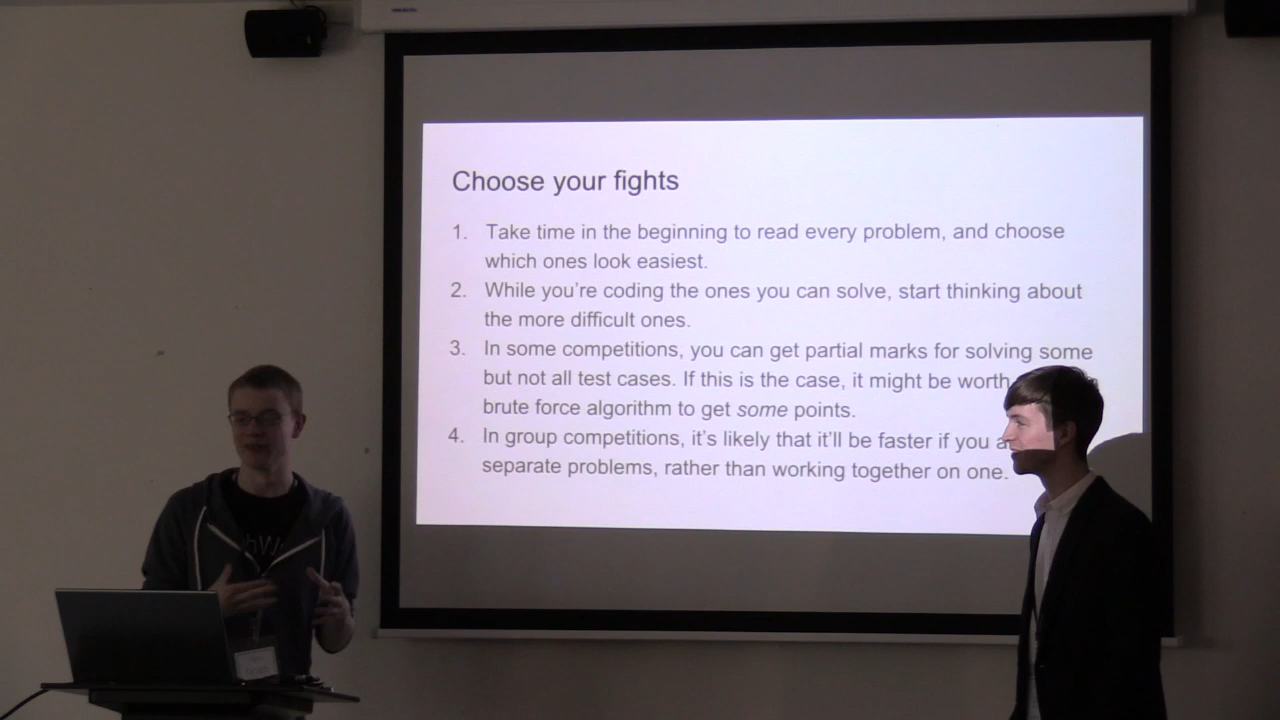 Choose your fights
1. Take time in the beginning to read every problem, and choose
which ones look easiest.
2. While you're coding the ones you can solve, start thinking about
the more difficult ones.
3. In some competitions, you can get partial marks for solving some
but not all test cases. If this is the case, it might be worth
brute force algorithm to get some points.
4. In group competitions, it's likely that it'll be faster if you
separate problems, rather than working together on one.